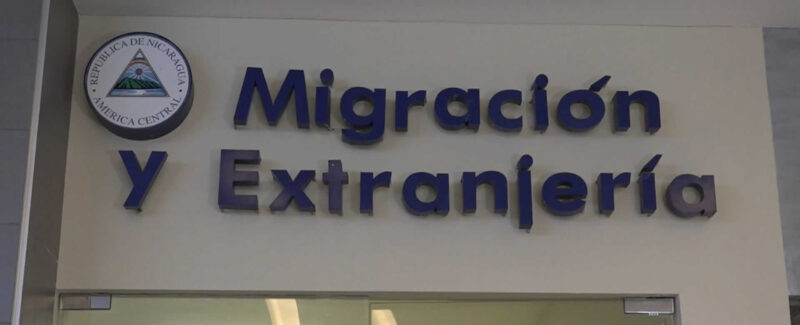 REPUBLICA DE NICARAGUA
AMERICA CENTRAL
Migración
y Extranjería